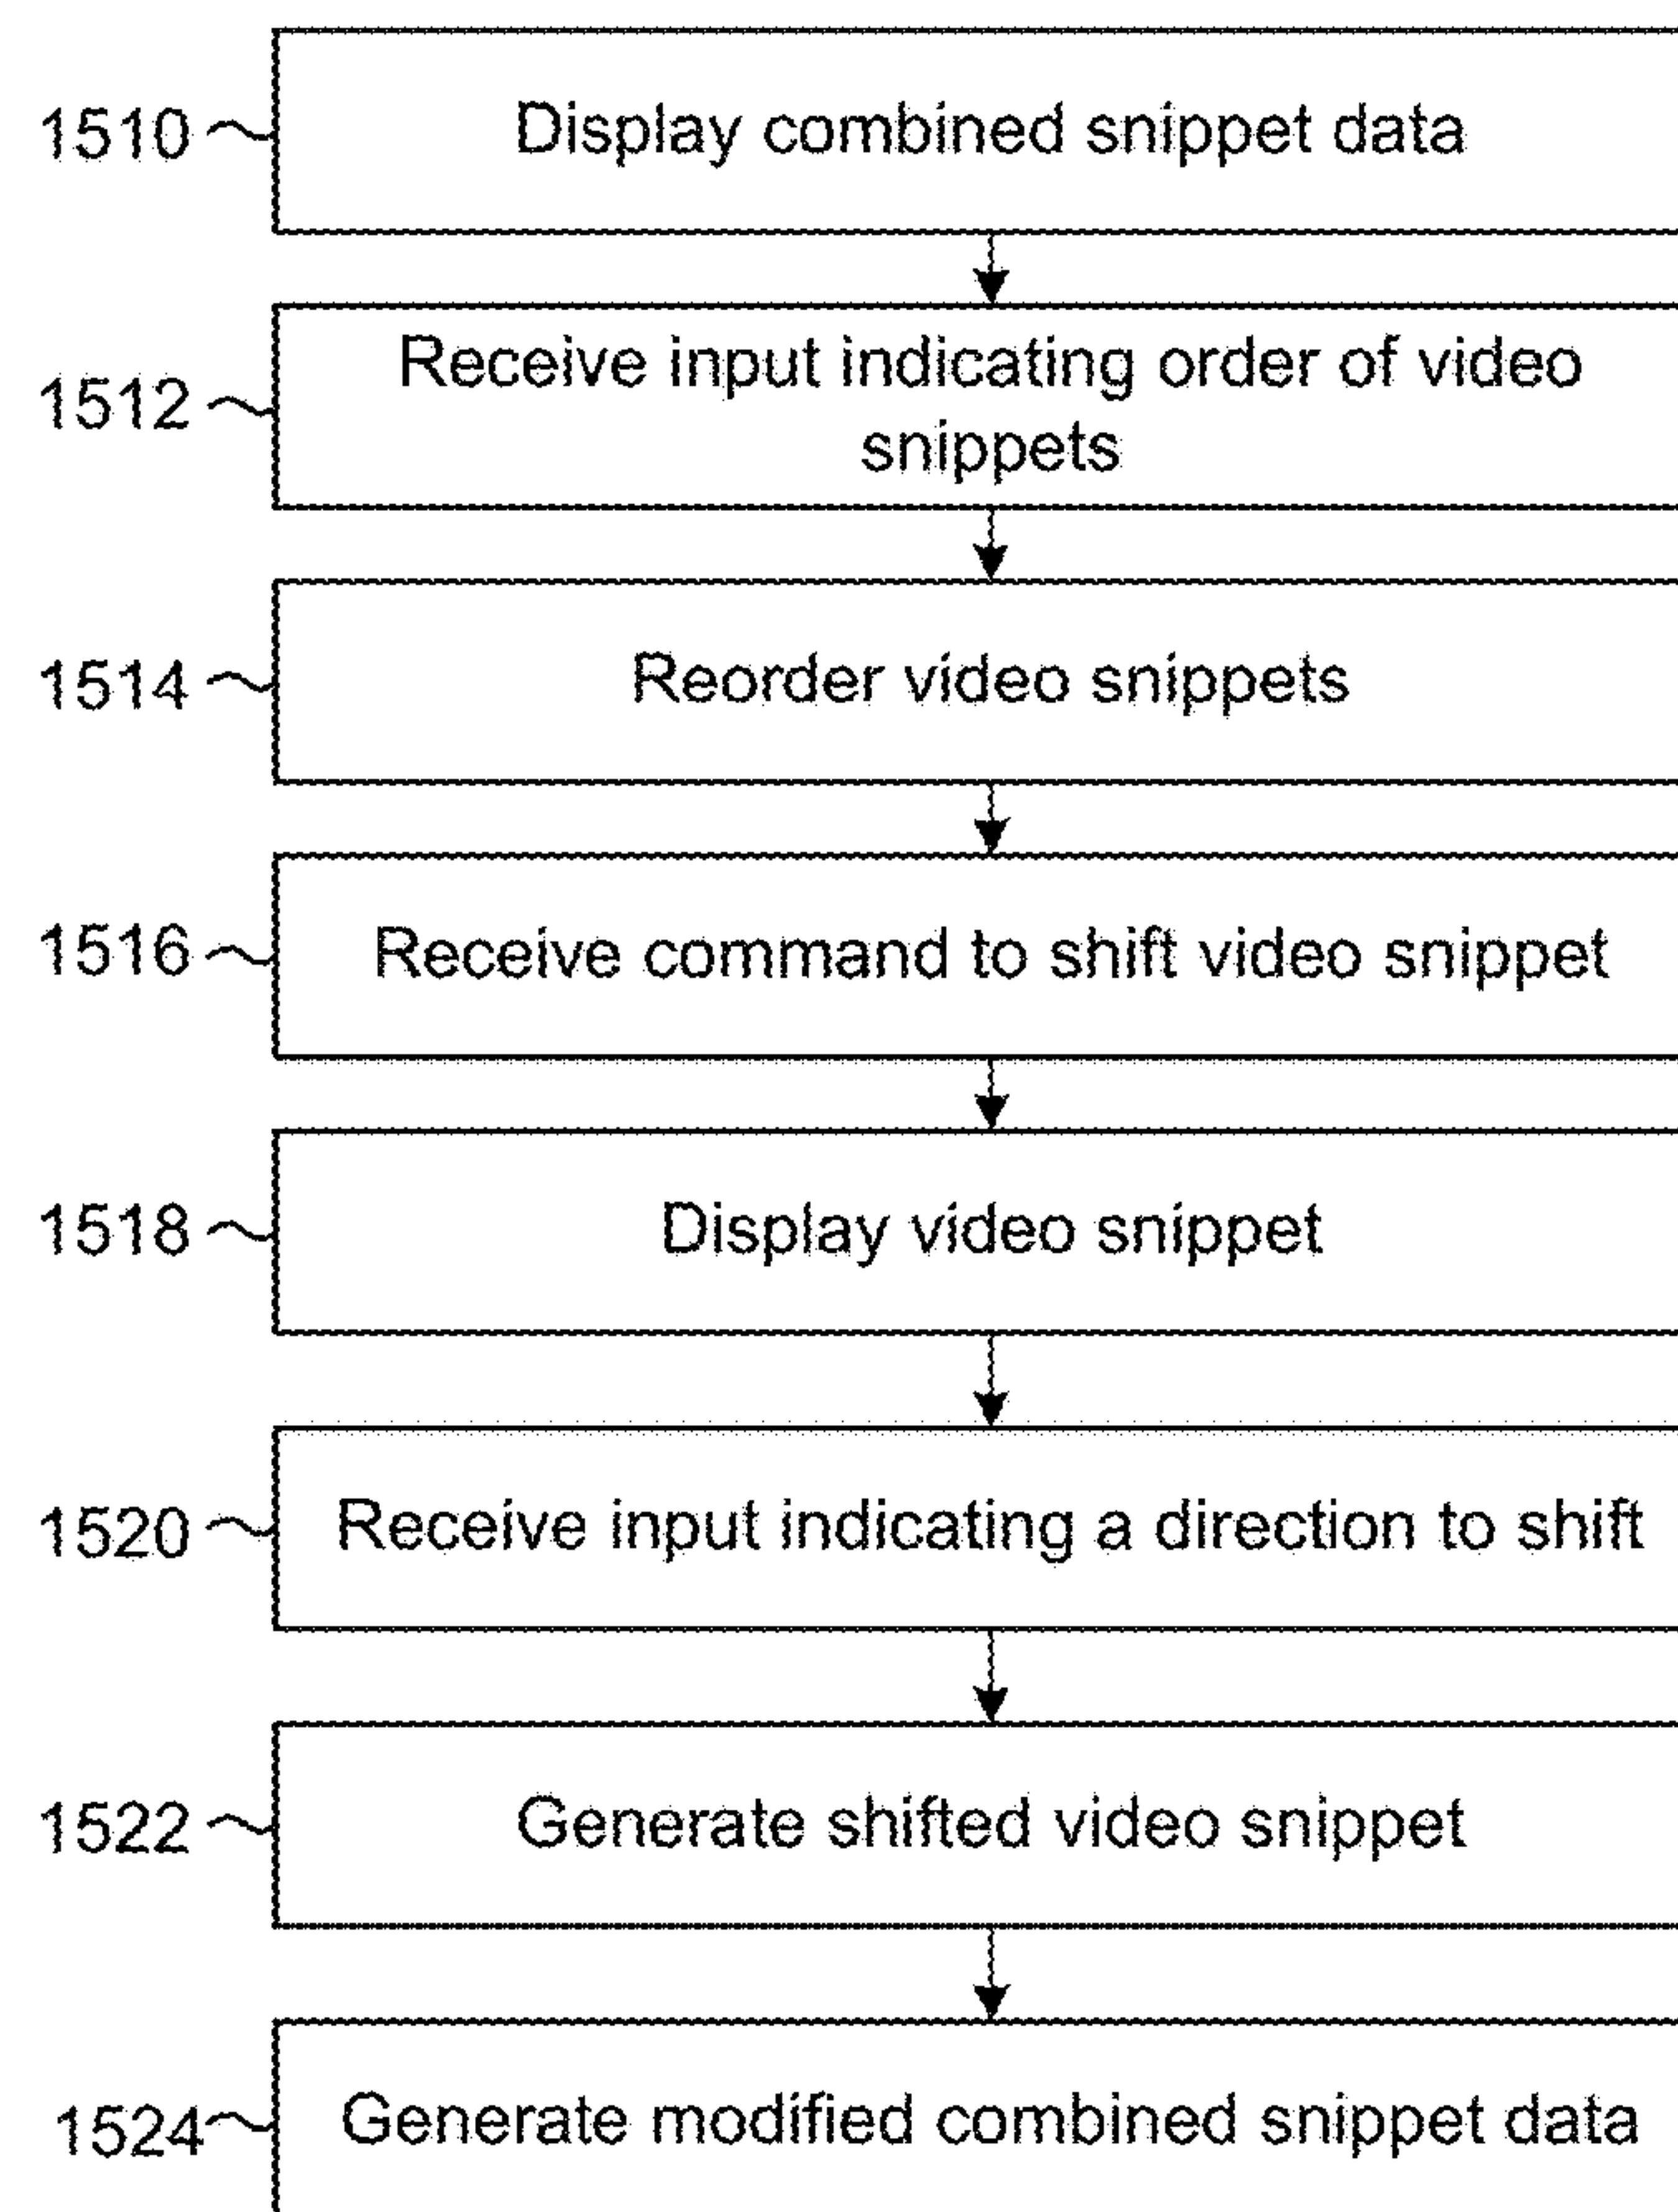 1510 Display combined snippet data
1512 Receive input indicating order of video
snippets
1514 Reorder video snippets
1516 Receive command to shift video snippet
1518 Display video snippet
1520 Receive input indicating a direction to shift
1522 Generate shifted video snippet
1524 Generate modified combined snippet data